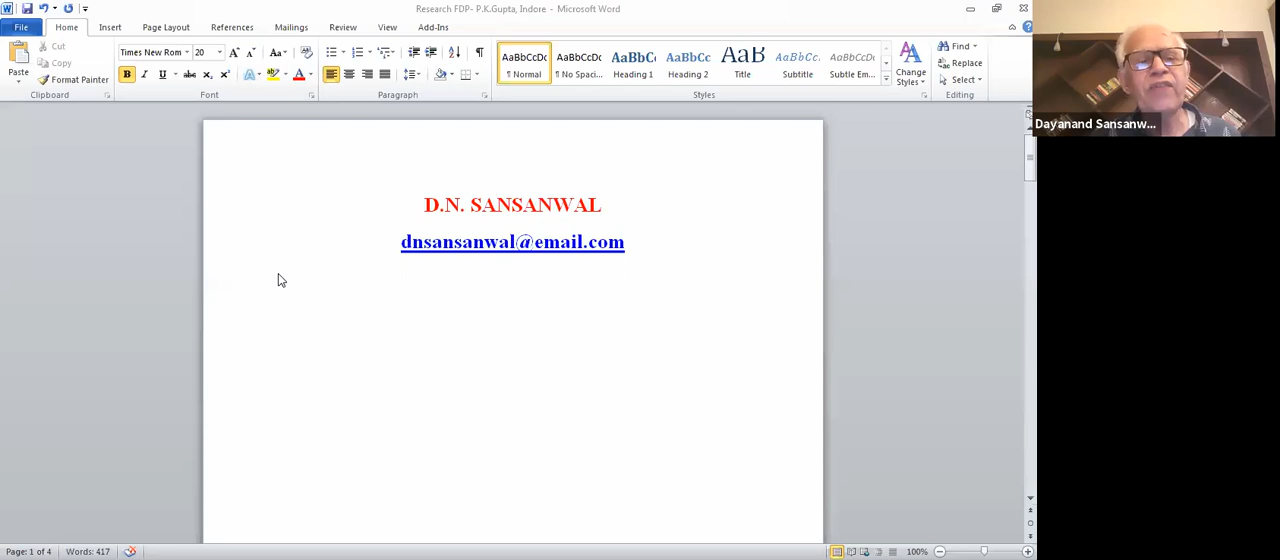 Research FDP- P.K.Gupta, Indore - Microsoft Word
File Home Insert Page Layout References Mailings Review View Add-Ins
Paste
Cut
Copy
Format Painter
Clipboard
Times New Rom 20
B I U abc x₂ x² A A
Font
Paragraph
AaBbCcDc AaBbCcDc AaBbCc AaBbCc AaB AaBbCc. AaBbCcDc
¶ Normal ¶ No Spaci... Heading 1 Heading 2 Title Subtitle Subtle Em...
Change
Styles
Styles
Find
Replace
Select
Editing
Dayanand Sansanw...
D.N. SANSANWAL
dnsansanwal@email.com
Page: 1 of 4 Words: 417
100%